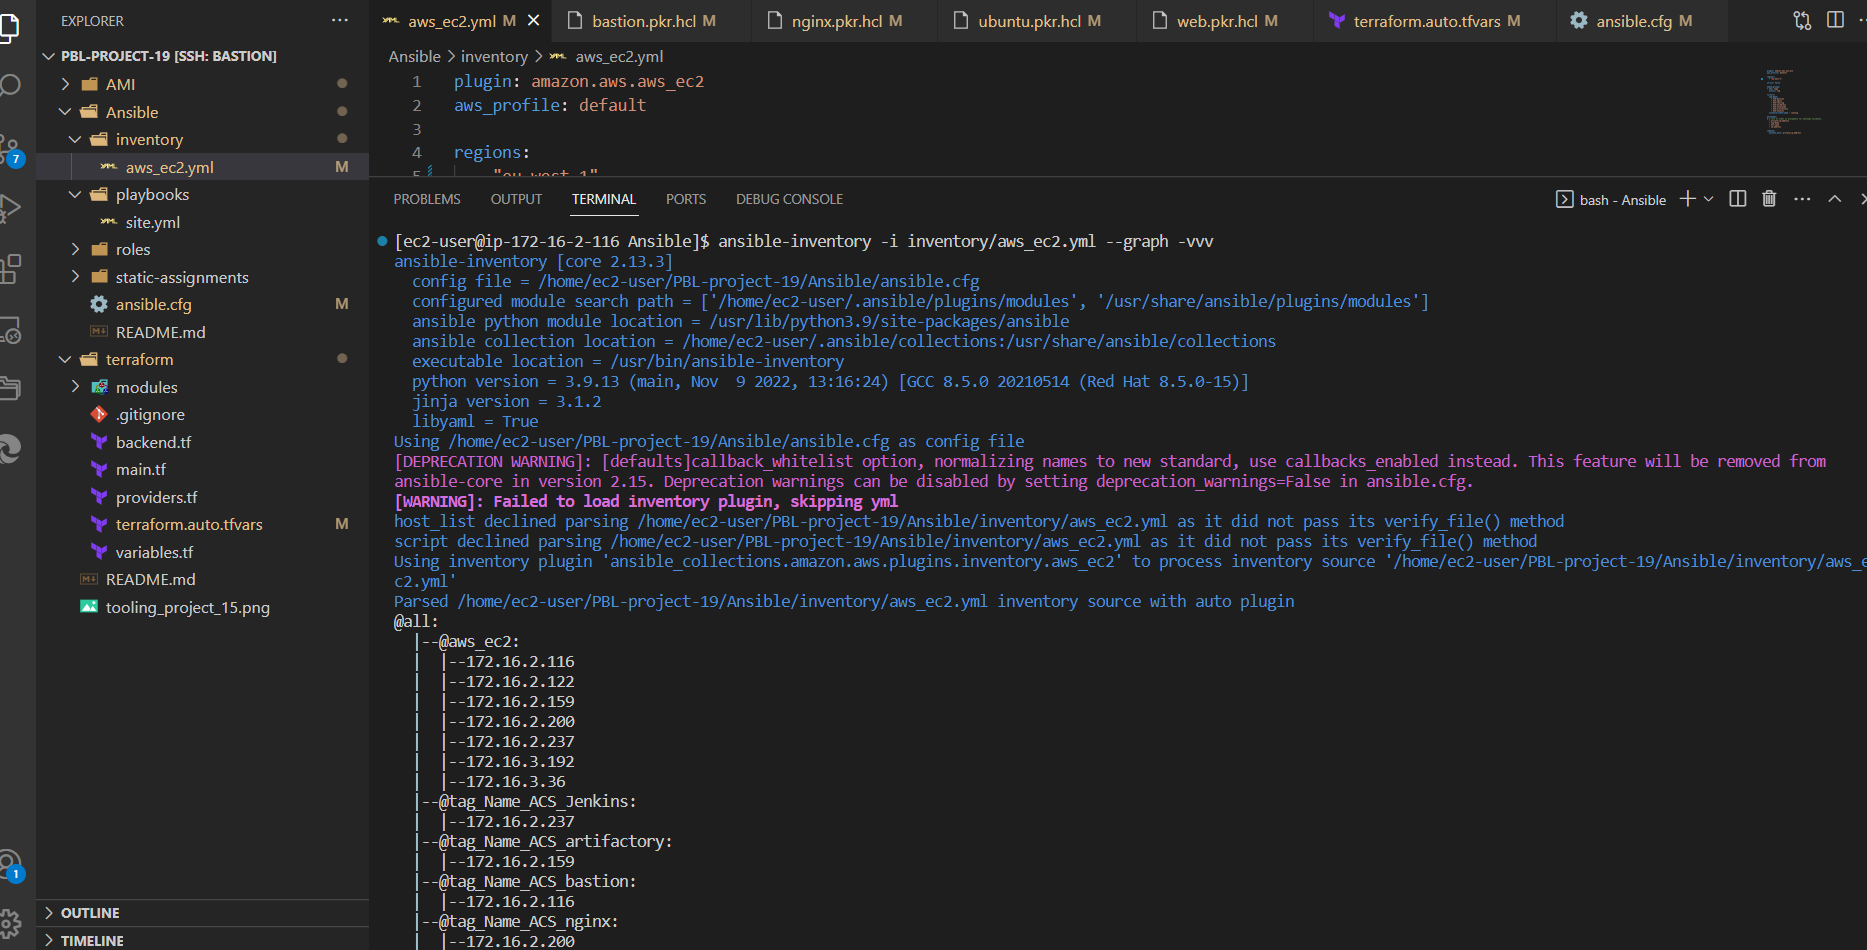 EXPLORER
PBL-PROJECT-19 [SSH: BASTION]
AMI
Ansible
inventory
aws_ec2.yml M
playbooks
site.yml
roles
static-assignments
ansible.cfg M
README.md
terraform
modules
.gitignore
backend.tf
main.tf
providers.tf
terraform.auto.tfvars M
variables.tf
README.md
tooling_project_15.png
OUTLINE
TIMELINE
7
1
aws_ec2.yml M
bastion.pkr.hcl M
nginx.pkr.hcl M
ubuntu.pkr.hcl M
web.pkr.hcl M
terraform.auto.tfvars M
ansible.cfg M
Ansible > inventory > aws_ec2.yml
1 plugin: amazon.aws.aws_ec2
2 aws_profile: default
3
4 regions:
5 "eu-west-1"
PROBLEMS OUTPUT TERMINAL PORTS DEBUG CONSOLE
bash - Ansible
[ec2-user@ip-172-16-2-116 Ansible]$ ansible-inventory -i inventory/aws_ec2.yml --graph -vvv
ansible-inventory [core 2.13.3]
config file = /home/ec2-user/PBL-project-19/Ansible/ansible.cfg
configured module search path = ['/home/ec2-user/.ansible/plugins/modules', '/usr/share/ansible/plugins/modules']
ansible python module location = /usr/lib/python3.9/site-packages/ansible
ansible collection location = /home/ec2-user/.ansible/collections:/usr/share/ansible/collections
executable location = /usr/bin/ansible-inventory
python version = 3.9.13 (main, Nov  9 2022, 13:16:24) [GCC 8.5.0 20210514 (Red Hat 8.5.0-15)]
jinja version = 3.1.2
libyaml = True
Using /home/ec2-user/PBL-project-19/Ansible/ansible.cfg as config file
[DEPRECATION WARNING]: [defaults]callback_whitelist option, normalizing names to new standard, use callbacks_enabled instead. This feature will be removed from
ansible-core in version 2.15. Deprecation warnings can be disabled by setting deprecation_warnings=False in ansible.cfg.
[WARNING]: Failed to load inventory plugin, skipping yml
host_list declined parsing /home/ec2-user/PBL-project-19/Ansible/inventory/aws_ec2.yml as it did not pass its verify_file() method
script declined parsing /home/ec2-user/PBL-project-19/Ansible/inventory/aws_ec2.yml as it did not pass its verify_file() method
Using inventory plugin 'ansible_collections.amazon.aws.plugins.inventory.aws_ec2' to process inventory source '/home/ec2-user/PBL-project-19/Ansible/inventory/aws_e
c2.yml'
Parsed /home/ec2-user/PBL-project-19/Ansible/inventory/aws_ec2.yml inventory source with auto plugin
@all:
|--@aws_ec2:
| |--172.16.2.116
| |--172.16.2.122
| |--172.16.2.159
| |--172.16.2.200
| |--172.16.2.237
| |--172.16.3.192
| |--172.16.3.36
|--@tag_Name_ACS_Jenkins:
| |--172.16.2.237
|--@tag_Name_ACS_artifactory:
| |--172.16.2.159
|--@tag_Name_ACS_bastion:
| |--172.16.2.116
|--@tag_Name_ACS_nginx:
| |--172.16.2.200